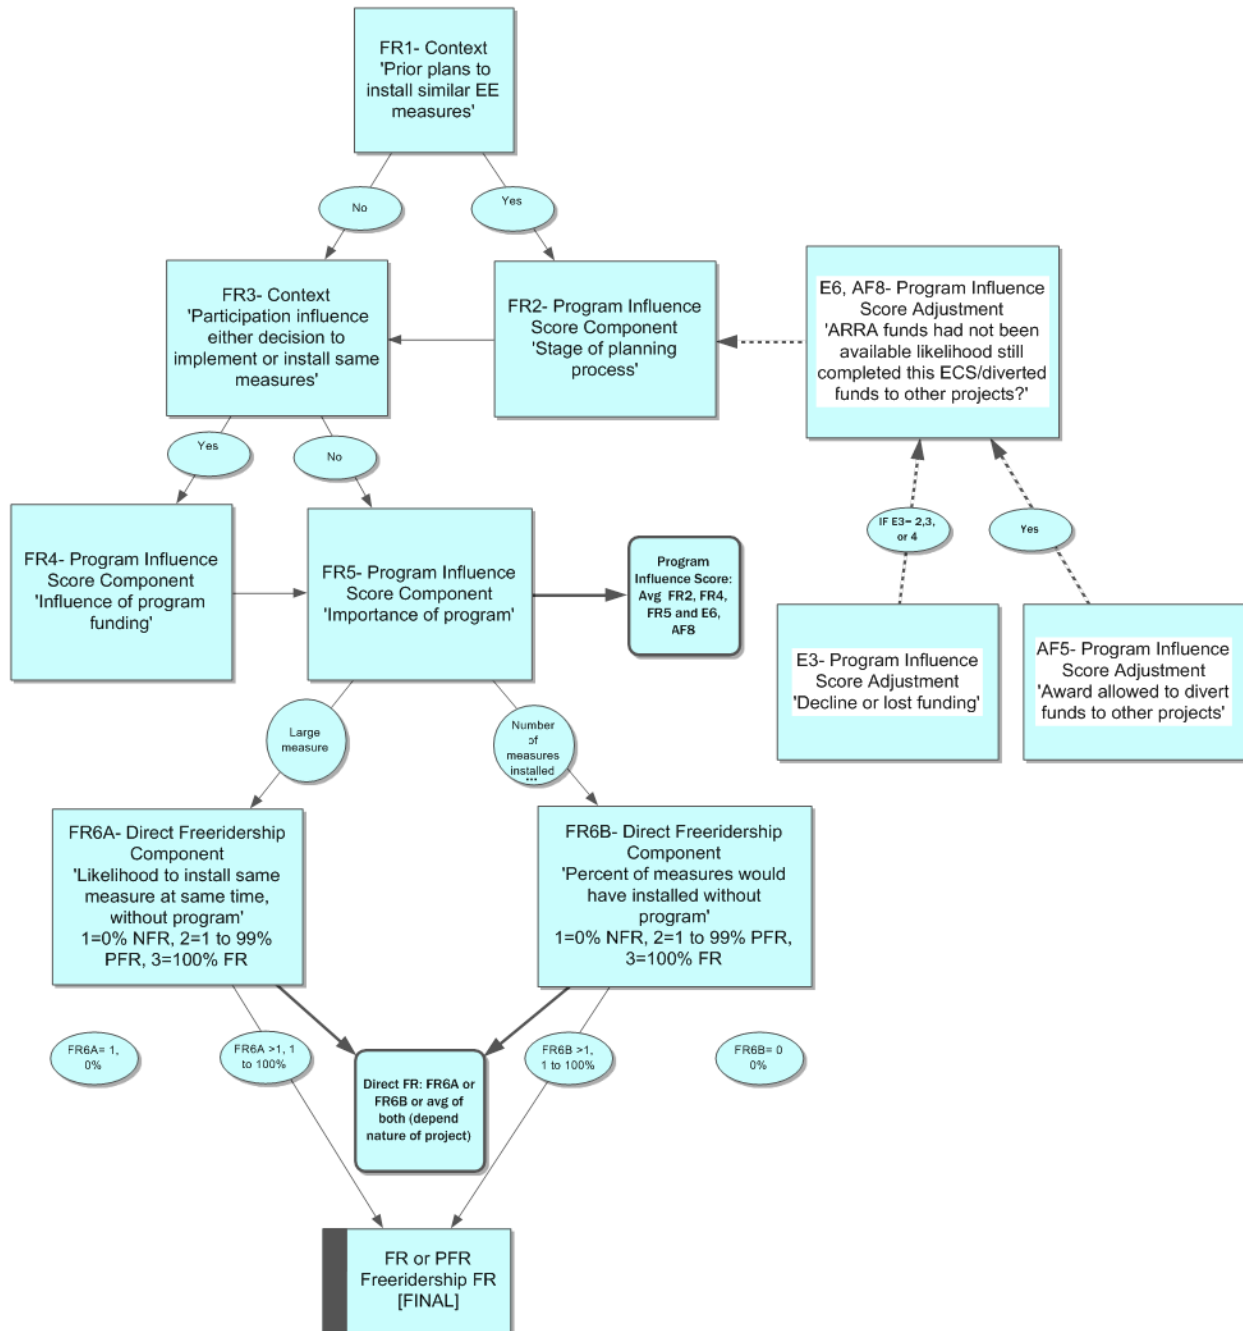 FR1- Context
'Prior plans to
install similar EE
measures'
No
Yes
FR3- Context
'Participation influence
either decision to
implement or install same
measures'
FR2- Program Influence
Score Component
'Stage of planning
process'
E6, AF8- Program Influence
Score Adjustment
'ARRA funds had not been
available likelihood still
completed this ECS/diverted
funds to other projects?'
Yes
No
IF E3= 2,3,
or 4
Yes
FR4- Program Influence
Score Component
'Influence of program
funding'
FR5- Program Influence
Score Component
'Importance of program'
Program
Influence Score:
Avg FR2, FR4,
FR5 and E6,
AF8
E3- Program Influence
Score Adjustment
'Decline or lost funding'
AF5- Program Influence
Score Adjustment
'Award allowed to divert
funds to other projects'
Large
measure
Number
of
measures
installed
...
FR6A- Direct Freeridership
Component
'Likelihood to install same
measure at same time,
without program'
1=0% NFR, 2=1 to 99%
PFR, 3=100% FR
FR6B- Direct Freeridership
Component
'Percent of measures would
have installed without
program'
1=0% NFR, 2=1 to 99% PFR,
3=100% FR
FR6A= 1,
0%
FR6A >1, 1
to 100%
FR6B >1,
1 to 100%
FR6B= 0
0%
Direct FR: FR6A or
FR6B or avg of
both (depend
nature of project)
FR or PFR
Freeridership FR
[FINAL]